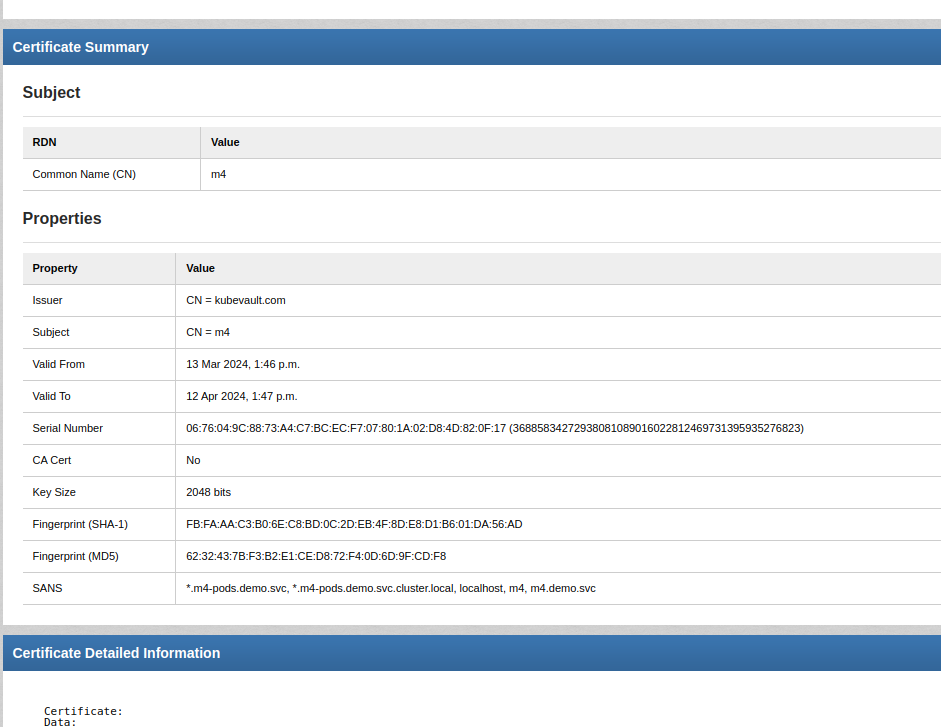 Certificate Summary
Subject
RDN Value
Common Name (CN) m4
Properties
Property Value
Issuer CN = kubevault.com
Subject CN = m4
Valid From 13 Mar 2024, 1:46 p.m.
Valid To 12 Apr 2024, 1:47 p.m.
Serial Number 06:76:04:9C:88:73:A4:C7:BC:EC:F7:07:80:1A:02:D8:4D:82:0F:17 (36885834272938081089016022812469731395935276823)
CA Cert No
Key Size 2048 bits
Fingerprint (SHA-1) FB:FA:AA:C3:B0:6E:C8:BD:0C:2D:EB:4F:8D:E8:D1:B6:01:DA:56:AD
Fingerprint (MD5) 62:32:43:7B:F3:B2:E1:CE:D8:72:F4:0D:6D:9F:CD:F8
SANS *.m4-pods.demo.svc, *.m4-pods.demo.svc.cluster.local, localhost, m4, m4.demo.svc
Certificate Detailed Information
Certificate:
Data: